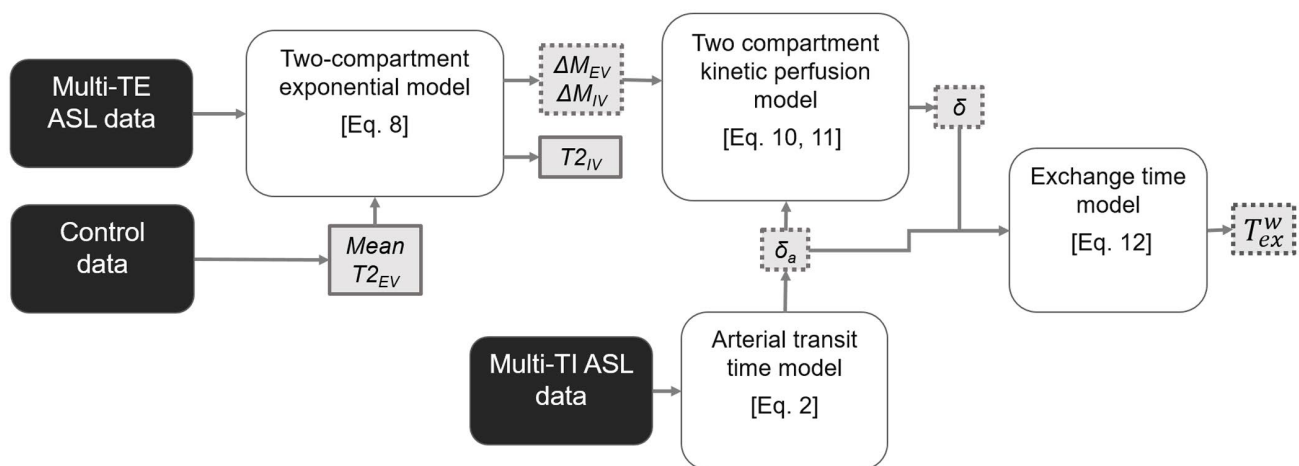 Multi-TE
ASL data
Two-compartment
exponential model
[Eq. 8]
ΔM_EV
ΔM_IV
T2_IV
Two compartment
kinetic perfusion
model
[Eq. 10, 11]
δ
Control
data
Mean
T2_EV
δ_a
Exchange time
model
[Eq. 12]
T_ex^w
Multi-TI ASL
data
Arterial transit
time model
[Eq. 2]